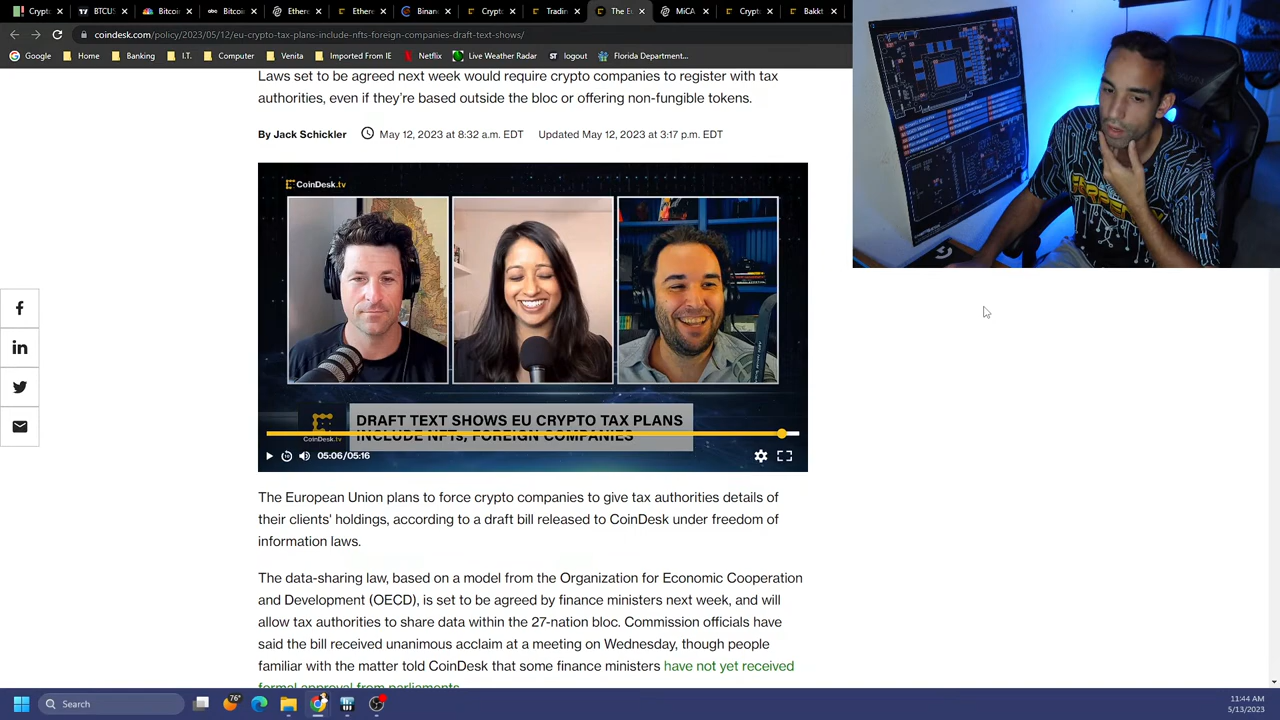 Crypto
BTCUS
Bitcoin
Bitcoin
Ethere
Ethere
Binan
Crypto
Tradin
The E
MiCA
Crypto
Bakkt
coindesk.com/policy/2023/05/12/eu-crypto-tax-plans-include-nfts-foreign-companies-draft-text-shows/
Google Home Banking I.T. Computer Venita Imported From IE Netflix Live Weather Radar logout Florida Department...
Laws set to be agreed next week would require crypto companies to register with tax
authorities, even if they're based outside the bloc or offering non-fungible tokens.
By Jack Schickler May 12, 2023 at 8:32 a.m. EDT Updated May 12, 2023 at 3:17 p.m. EDT
CoinDesk.tv
DRAFT TEXT SHOWS EU CRYPTO TAX PLANS
INCLUDE NFTs, FOREIGN COMPANIES
CoinDesk.tv
05:06/05:16
The European Union plans to force crypto companies to give tax authorities details of
their clients' holdings, according to a draft bill released to CoinDesk under freedom of
information laws.
The data-sharing law, based on a model from the Organization for Economic Cooperation
and Development (OECD), is set to be agreed by finance ministers next week, and will
allow tax authorities to share data within the 27-nation bloc. Commission officials have
said the bill received unanimous acclaim at a meeting on Wednesday, though people
familiar with the matter told CoinDesk that some finance ministers have not yet received
formal approval from parliaments.
76°
Search
11:44 AM
5/13/2023